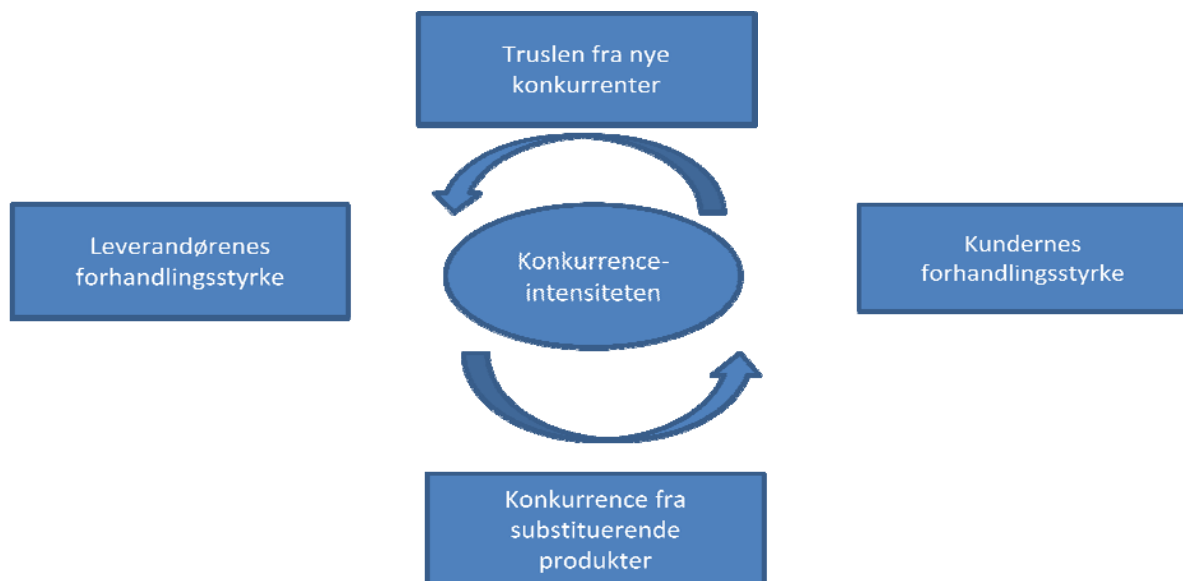 Truslen fra nye
konkurrenter
Leverandørenes
forhandlingsstyrke
Konkurrence-
intensiteten
Kundernes
forhandlingsstyrke
Konkurrence fra
substituerende
produkter